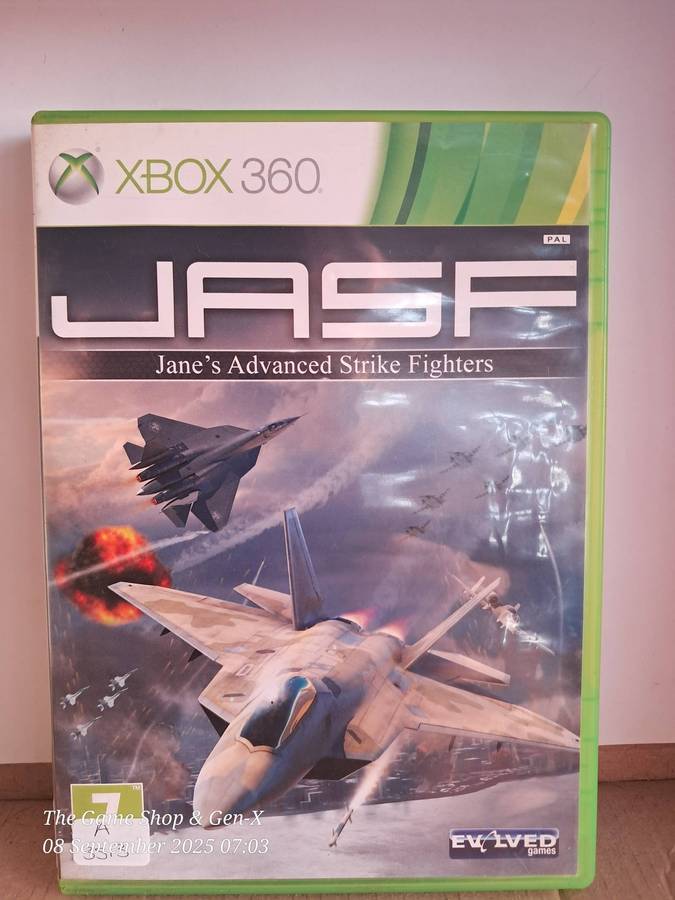 XBOX 360
PAL
JASF
Jane's Advanced Strike Fighters
7
A
The Game Shop & Gen-X
08 September 2025 07:03
EVOLVED
games